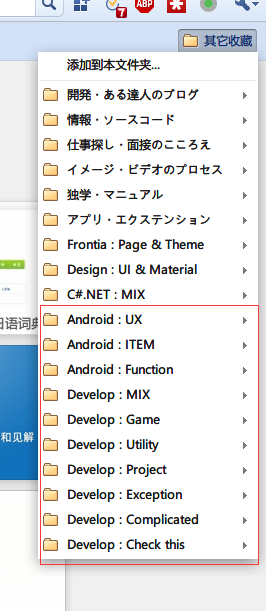 ABP
7
其它收藏
添加到本文件夹...
開発・ある達人のブログ
情報・ソースコード
仕事探し・面接のこころえ
イメージ・ビデオのプロセス
独学・マニュアル
アプリ・エクステンション
Frontia : Page & Theme
Design : UI & Material
C#.NET : MIX
Android : UX
Android : ITEM
Android : Function
Develop : MIX
Develop : Game
Develop : Utility
Develop : Project
Develop : Exception
Develop : Complicated
Develop : Check this
日语词典
和见解